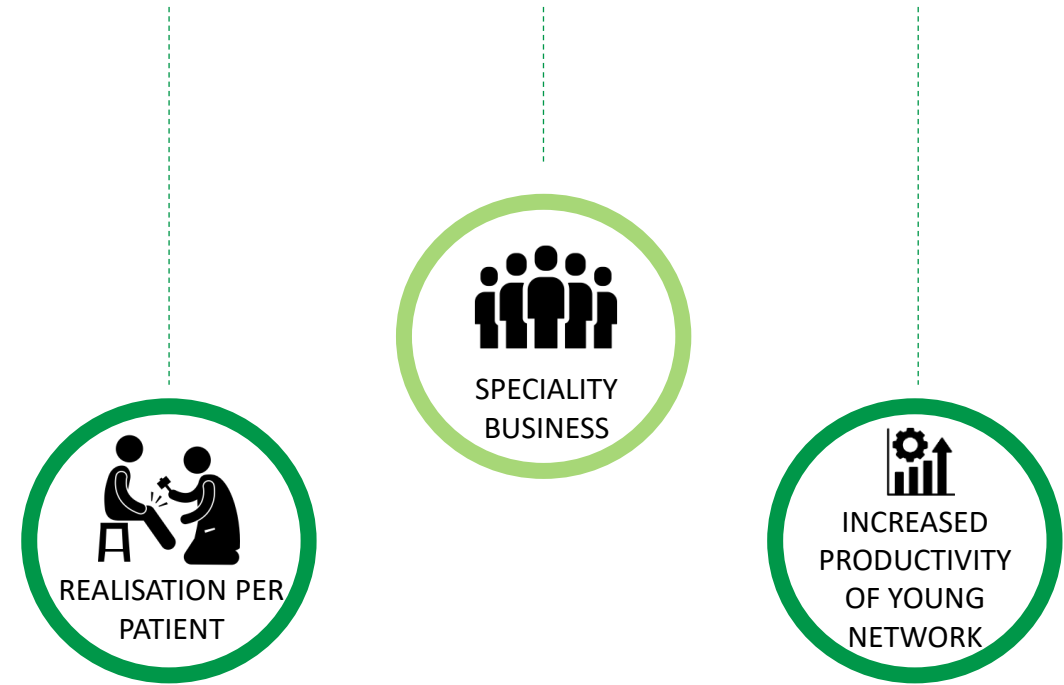 REALISATION PER
PATIENT
SPECIALITY
BUSINESS
INCREASED
PRODUCTIVITY
OF YOUNG
NETWORK